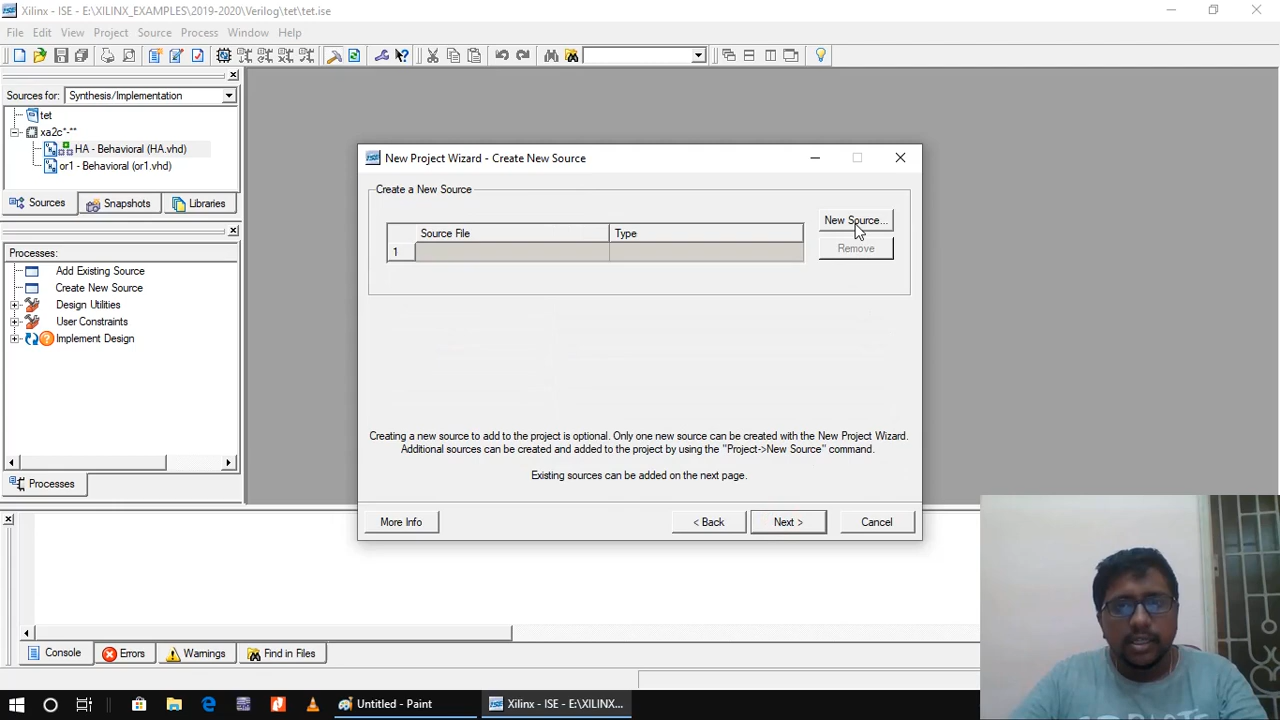 Xilinx - ISE - E:\XILINX_EXAMPLES\2019-2020\Verilog\tet\tet.ise
File Edit View Project Source Process Window Help
Sources for: Synthesis/Implementation
tet
xa2c*-**
HA - Behavioral (HA.vhd)
or1 - Behavioral (or1.vhd)
Sources Snapshots Libraries
Processes:
Add Existing Source
Create New Source
Design Utilities
User Constraints
Implement Design
Processes
New Project Wizard - Create New Source
Create a New Source
Source File Type
1
New Source...
Remove
Creating a new source to add to the project is optional. Only one new source can be created with the New Project Wizard.
Additional sources can be created and added to the project by using the "Project->New Source" command.
Existing sources can be added on the next page.
More Info < Back Next > Cancel
Console Errors Warnings Find in Files
Untitled - Paint Xilinx - ISE - E:\XILINX...